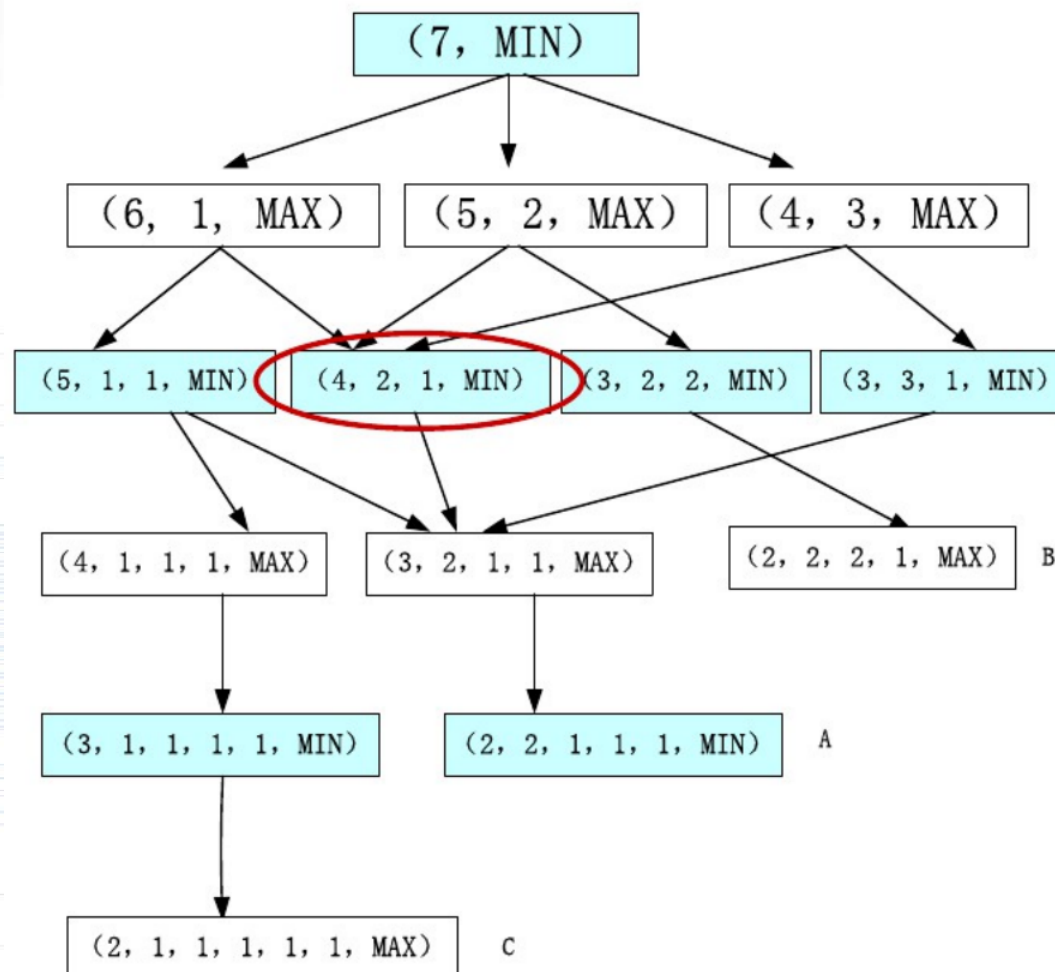 (7, MIN)
(6, 1, MAX) (5, 2, MAX) (4, 3, MAX)
(5, 1, 1, MIN) (4, 2, 1, MIN) (3, 2, 2, MIN) (3, 3, 1, MIN)
(4, 1, 1, 1, MAX) (3, 2, 1, 1, MAX) (2, 2, 2, 1, MAX) B
(3, 1, 1, 1, 1, MIN) (2, 2, 1, 1, 1, MIN) A
(2, 1, 1, 1, 1, 1, MAX) C